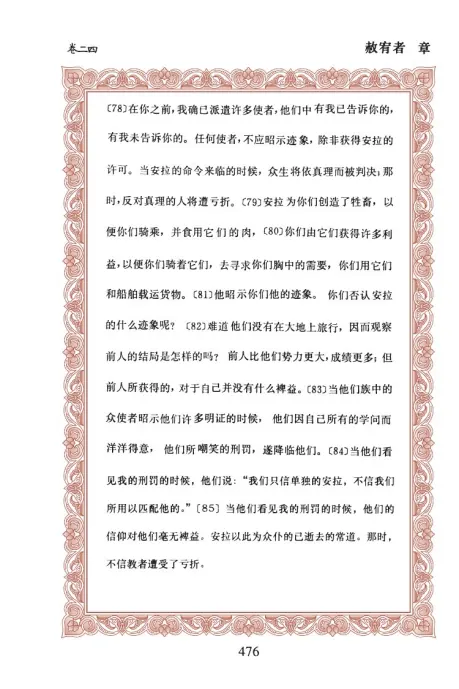 卷二四
赦宥者 章
〔78〕在你之前,我确已派遣许多使者,他们中有我已告诉你的,
有我未告诉你的。任何使者,不应昭示迹象,除非获得安拉的
许可。当安拉的命令来临的时候,众生将依真理而被判决;那
时,反对真理的人将遭亏折。〔79〕安拉为你们创造了牲畜,以
便你们骑乘,并食用它们的肉,〔80〕你们由它们获得许多利
益,以便你们骑着它们,去寻求你们胸中的需要,你们用它们
和船舶载运货物。〔81〕他昭示你们他的迹象。你们否认安拉
的什么迹象呢?〔82〕难道他们没有在大地上旅行,因而观察
前人的结局是怎样的吗?前人比他们势力更大,成绩更多;但
前人所获得的,对于自己并没有什么裨益。〔83〕当他们族中的
众使者昭示他们许多明证的时候,他们因自己所有的学问而
洋洋得意,他们所嘲笑的刑罚,遂降临他们。〔84〕当他们看
见我的刑罚的时候,他们说:“我们只信单独的安拉,不信我们
所用以匹配他的。”〔85〕当他们看见我的刑罚的时候,他们的
信仰对他们毫无裨益。安拉以此为众仆的已逝去的常道。那时,
不信教者遭受了亏折。
476